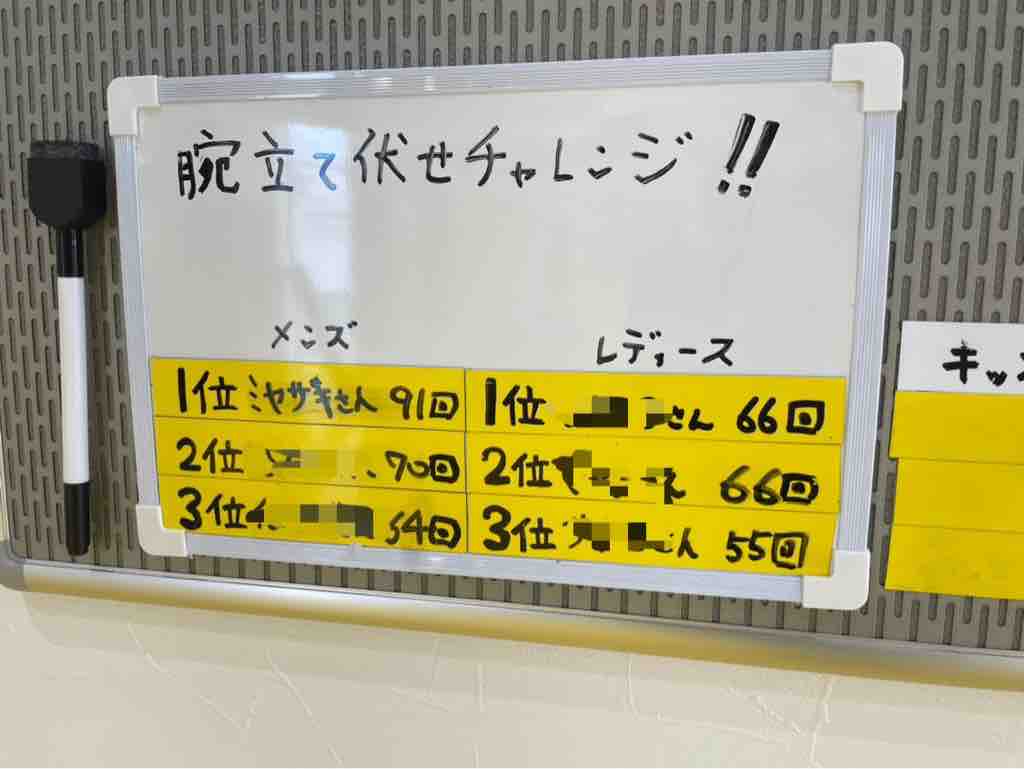 腕立て伏せチャレンジ!!
メンズ
1位 ミヤザキさん 91回
2位 70回
3位 54回
レディース
1位 さん 66回
2位 66回
3位 さん 55回
キッ